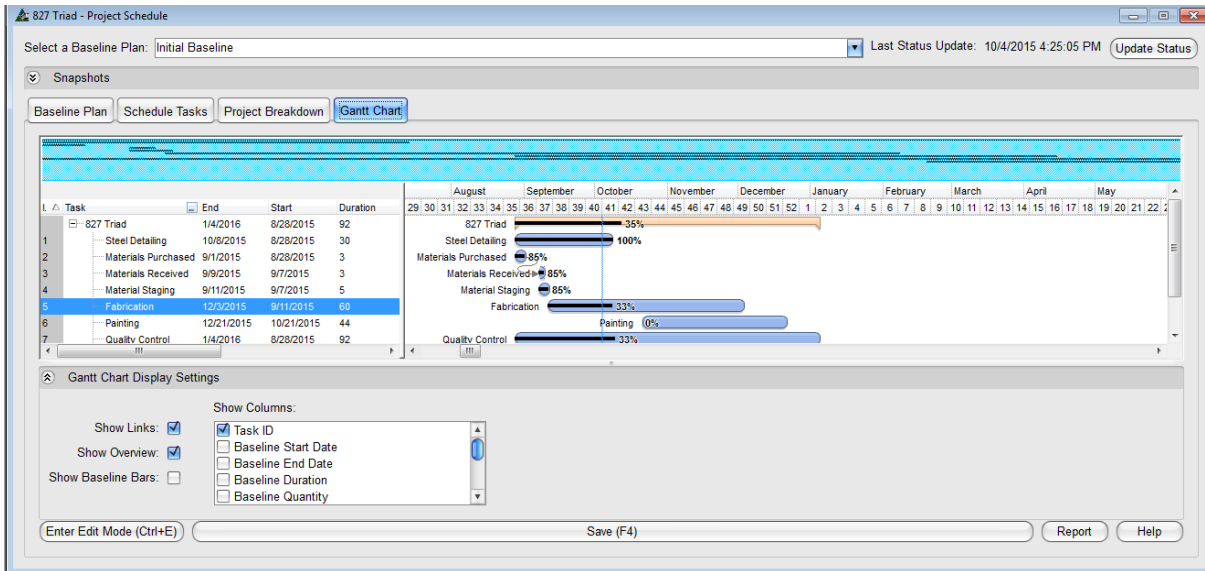 827 Triad - Project Schedule
Select a Baseline Plan: Initial Baseline Last Status Update: 10/4/2015 4:25:05 PM Update Status
Snapshots
Baseline Plan Schedule Tasks Project Breakdown Gantt Chart
August September October November December January February March April May
I. Task End Start Duration 29 30 31 32 33 34 35 36 37 38 39 40 41 42 43 44 45 46 47 48 49 50 51 52 1 2 3 4 5 6 7 8 9 10 11 12 13 14 15 16 17 18 19 20 21 22
827 Triad 1/4/2016 8/28/2015 92 827 Triad 35%
1 Steel Detailing 10/8/2015 8/28/2015 30 Steel Detailing 100%
2 Materials Purchased 9/1/2015 8/28/2015 3 Materials Purchased 85%
3 Materials Received 9/9/2015 9/7/2015 3 Materials Received 85%
4 Material Staging 9/11/2015 9/7/2015 5 Material Staging 85%
5 Fabrication 12/3/2015 9/11/2015 60 Fabrication 33%
6 Painting 12/21/2015 10/21/2015 44 Painting 0%
7 Quality Control 1/4/2016 8/28/2015 92 Quality Control 33%
Gantt Chart Display Settings
Show Columns:
Show Links: Task ID
Baseline Start Date
Show Overview: Baseline End Date
Show Baseline Bars: Baseline Duration
Baseline Quantity
Enter Edit Mode (Ctrl+E) Save (F4) Report Help